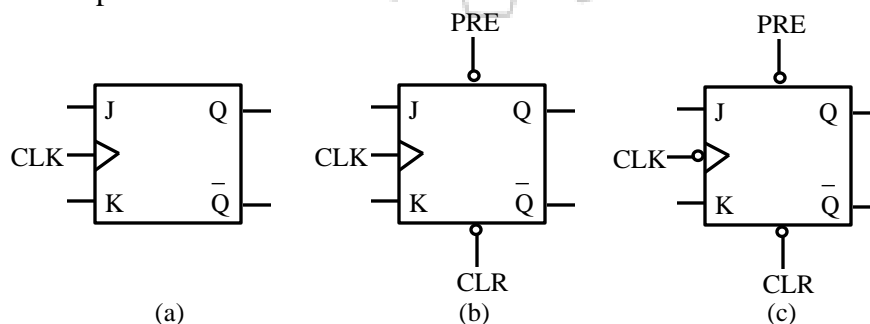 PRE
PRE
J Q
J Q
J Q
CLK
CLK
CLK
K Q̅
K Q̅
K Q̅
CLR
CLR
(a)
(b)
(c)